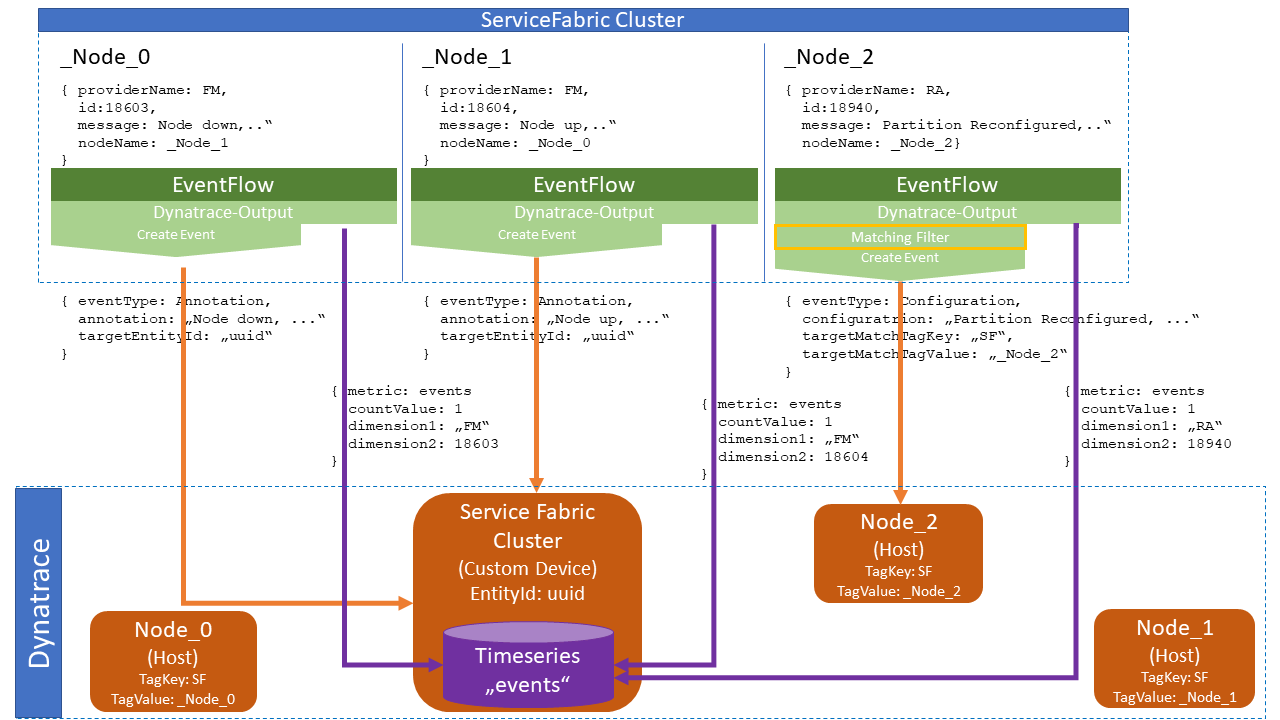 ServiceFabric Cluster
_Node_0
{ providerName: FM,
id:18603,
message: Node down,..“
nodeName: _Node_1
}
EventFlow
Dynatrace-Output
Create Event
_Node_1
{ providerName: FM,
id:18604,
message: Node up,..“
nodeName: _Node_0
}
EventFlow
Dynatrace-Output
Create Event
_Node_2
{ providerName: RA,
id:18940,
message: Partition Reconfigured,..“
nodeName: _Node_2}
EventFlow
Dynatrace-Output
Matching Filter
Create Event
{ eventType: Annotation,
annotation: „Node down, ...“
targetEntityId: „uuid“
}
{ eventType: Annotation,
annotation: „Node up, ...“
targetEntityId: „uuid“
}
{ eventType: Configuration,
configuratrion: „Partition Reconfigured, ...“
targetMatchTagKey: „SF“,
targetMatchTagValue: „_Node_2“
}
{ metric: events
countValue: 1
dimension1: „FM“
dimension2: 18603
}
{ metric: events
countValue: 1
dimension1: „FM“
dimension2: 18604
}
{ metric: events
countValue: 1
dimension1: „RA“
dimension2: 18940
}
Dynatrace
Node_0
(Host)
TagKey: SF
TagValue: _Node_0
Service Fabric
Cluster
(Custom Device)
EntityId: uuid
Timeseries
„events“
Node_2
(Host)
TagKey: SF
TagValue: _Node_2
Node_1
(Host)
TagKey: SF
TagValue: _Node_1